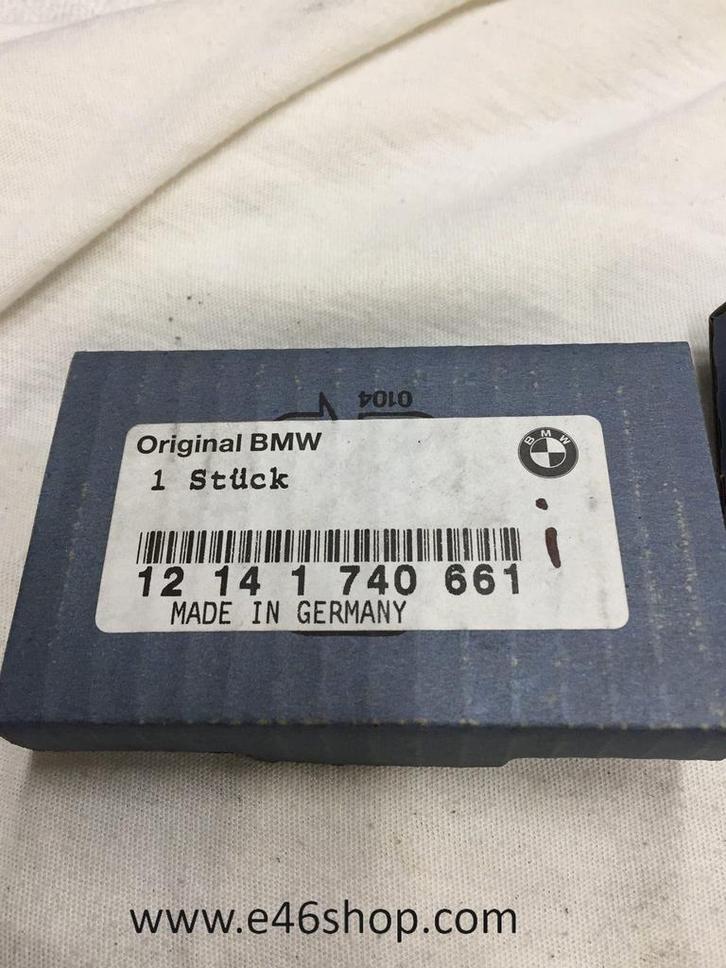 0104
Original BMW
BMW
1 Stück
12 14 1 740 661
MADE IN GERMANY
www.e46shop.com